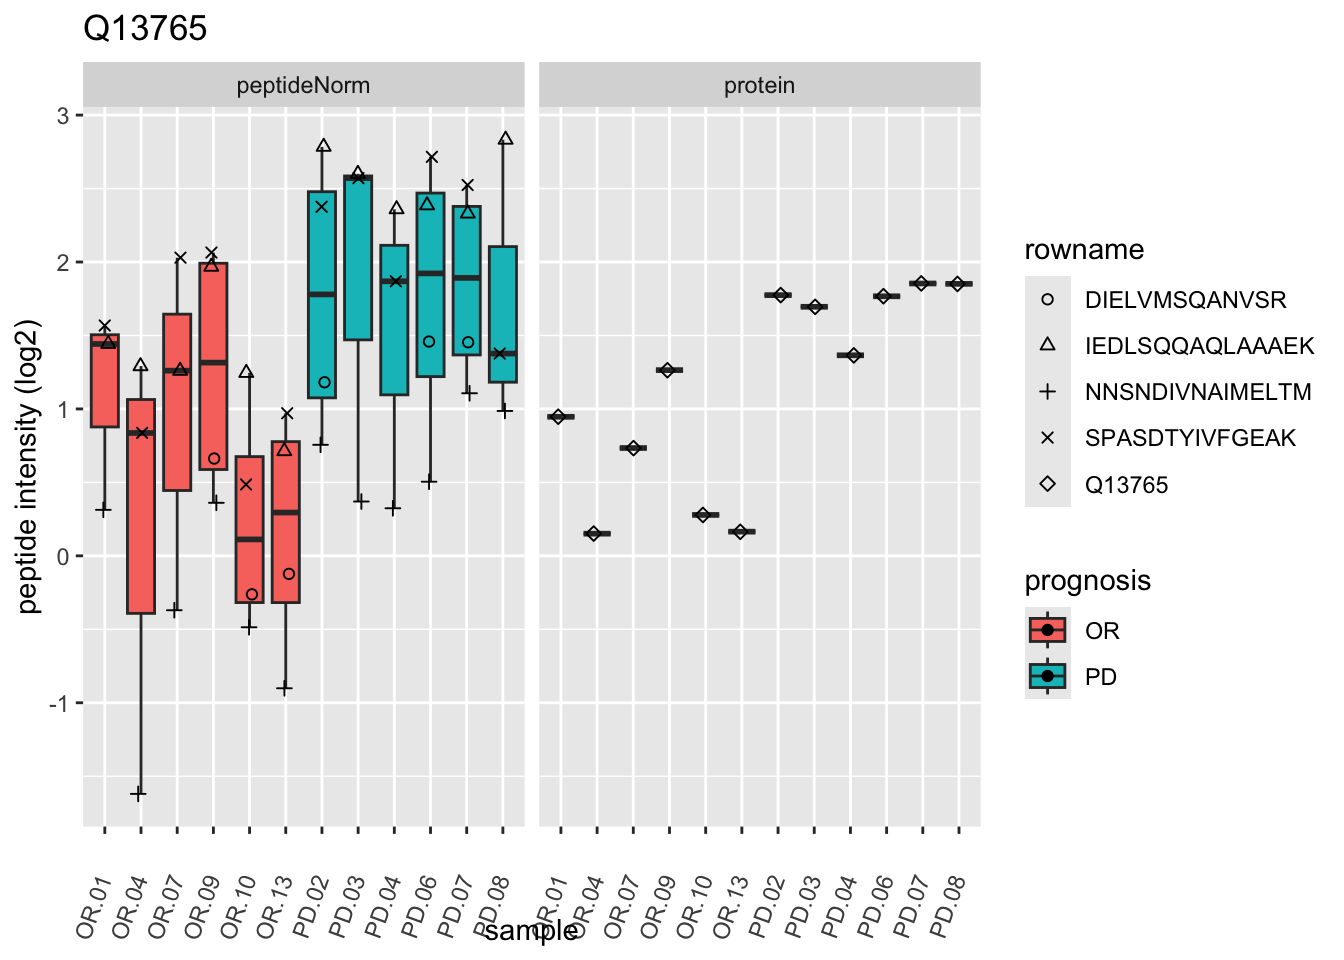 Q13765
peptideNorm
protein
peptide intensity (log2)
3
2
1
0
-1
OR.01
OR.04
OR.07
OR.09
OR.10
OR.13
PD.02
PD.03
PD.04
PD.06
PD.07
PD.08
OR.01
OR.04
OR.07
OR.09
OR.10
OR.13
PD.02
PD.03
PD.04
PD.06
PD.07
PD.08
sample
rowname
DIELVMSQANVSR
IEDLSQQAQLAAAEK
NNSNDIVNAIMELTM
SPASDTYIVFGEAK
Q13765
prognosis
OR
PD